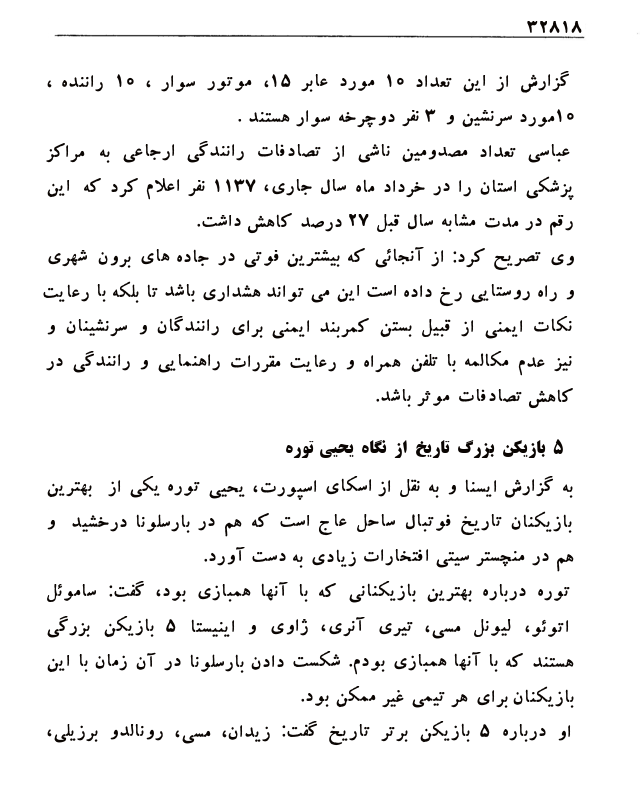 ۳۲۸۱۸
گزارش از این تعداد ۱۰ مورد عابر ۱۵، موتور سوار ، ۱۰ راننده ،
۱۰مورد سرنشین و ۳ نفر دوچرخه سوار هستند .
عباسی تعداد مصدومین ناشی از تصادفات رانندگی ارجاعی به مراکز
پزشکی استان را در خرداد ماه سال جاری، ۱۱۳۷ نفر اعلام کرد که این
رقم در مدت مشابه سال قبل ۲۷ درصد کاهش داشت.
وی تصریح کرد: از آنجائی که بیشترین فوتی در جاده های برون شهری
و راه روستایی رخ داده است این می تواند هشداری باشد تا بلکه با رعایت
نکات ایمنی از قبیل بستن کمربند ایمنی برای رانندگان و سرنشینان و
نیز عدم مکالمه با تلفن همراه و رعایت مقررات راهنمایی و رانندگی در
کاهش تصادفات موثر باشد.
۵ بازیکن بزرگ تاریخ از نگاه یحیی توره
به گزارش ایسنا و به نقل از اسکای اسپورت، یحیی توره یکی از بهترین
بازیکنان تاریخ فوتبال ساحل عاج است که هم در بارسلونا درخشید و
هم در منچستر سیتی افتخارات زیادی به دست آورد.
توره درباره بهترین بازیکنانی که با آنها همبازی بود، گفت: ساموئل
اتوئو، لیونل مسی، تیری آنری، ژاوی و اینیستا ۵ بازیکن بزرگی
هستند که با آنها همبازی بودم. شکست دادن بارسلونا در آن زمان با این
بازیکنان برای هر تیمی غیر ممکن بود.
او درباره ۵ بازیکن برتر تاریخ گفت: زیدان، مسی، رونالدو برزیلی،